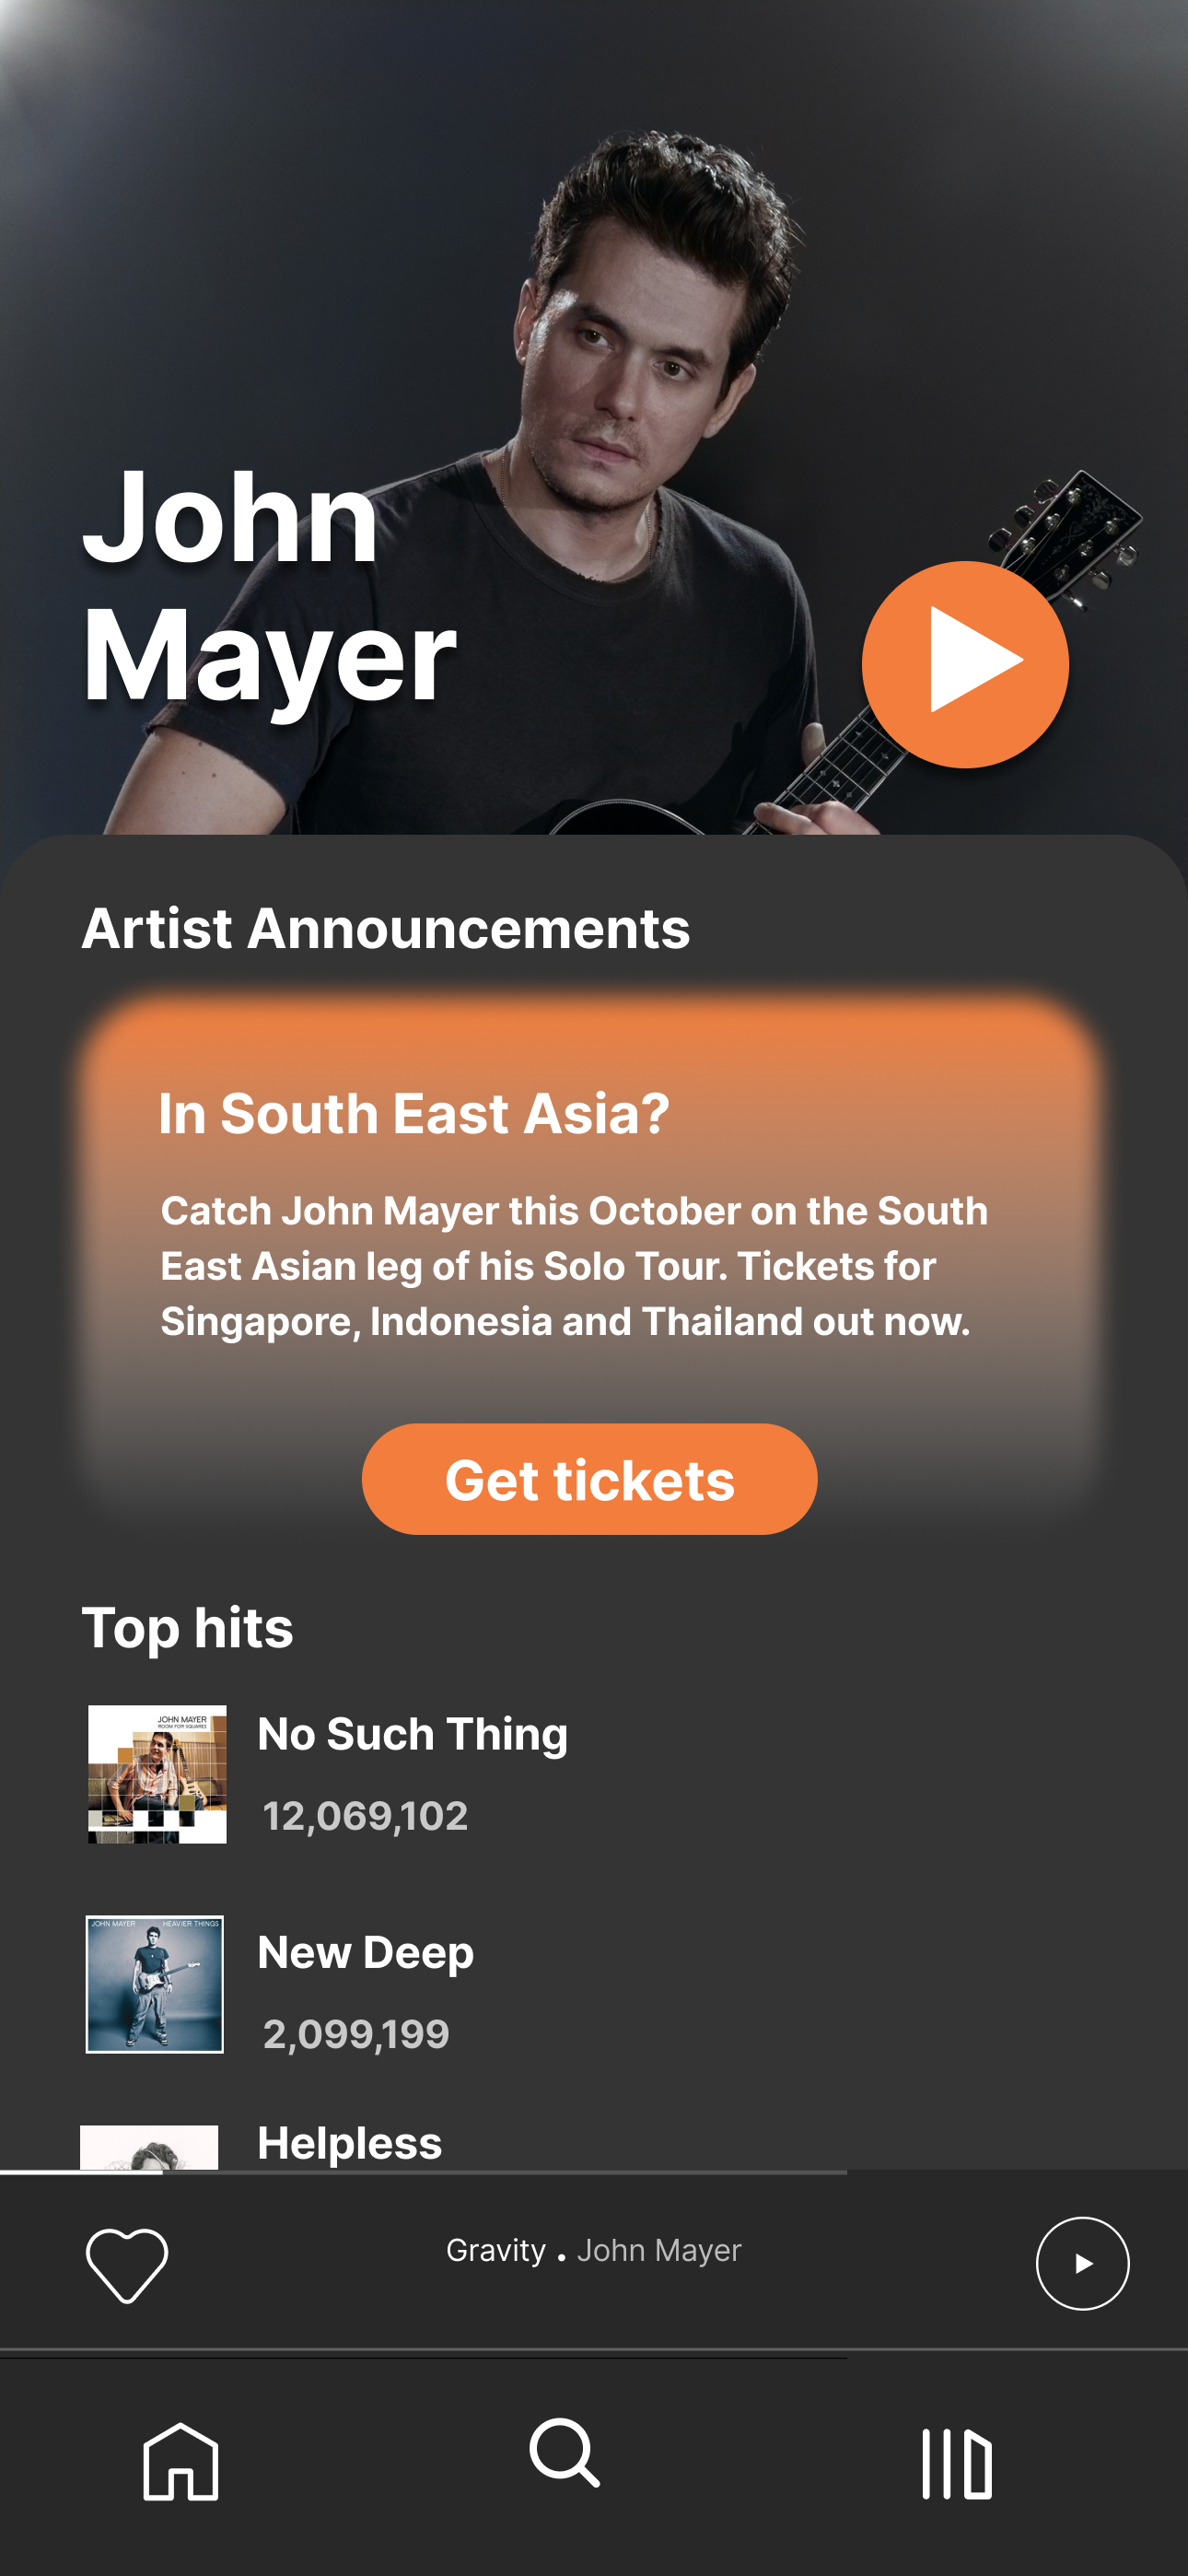 John
Mayer
Artist Announcements
In South East Asia?
Catch John Mayer this October on the South
East Asian leg of his Solo Tour. Tickets for
Singapore, Indonesia and Thailand out now.
Get tickets
Top hits
JOHN MAYER
ROOM FOR SQUARES
No Such Thing
12,069,102
JOHN MAYER HEAVIER THINGS
New Deep
2,099,199
Helpless
Gravity . John Mayer